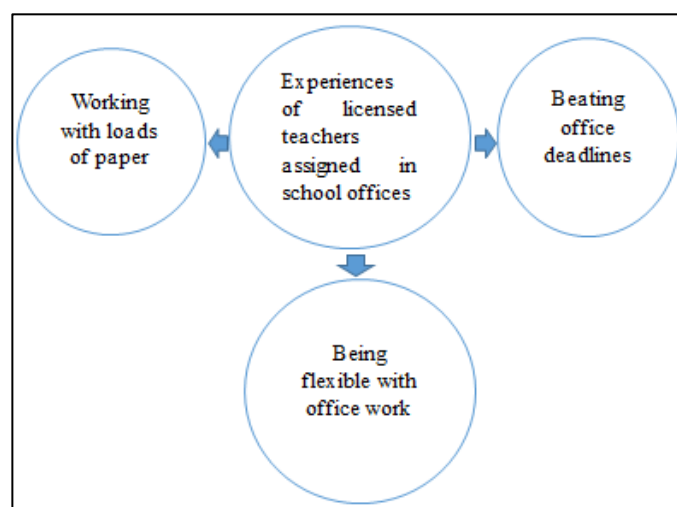 Working
with loads
of paper
Experiences
of licensed
teachers
assigned in
school offices
Beating
office
deadlines
Being
flexible with
office work